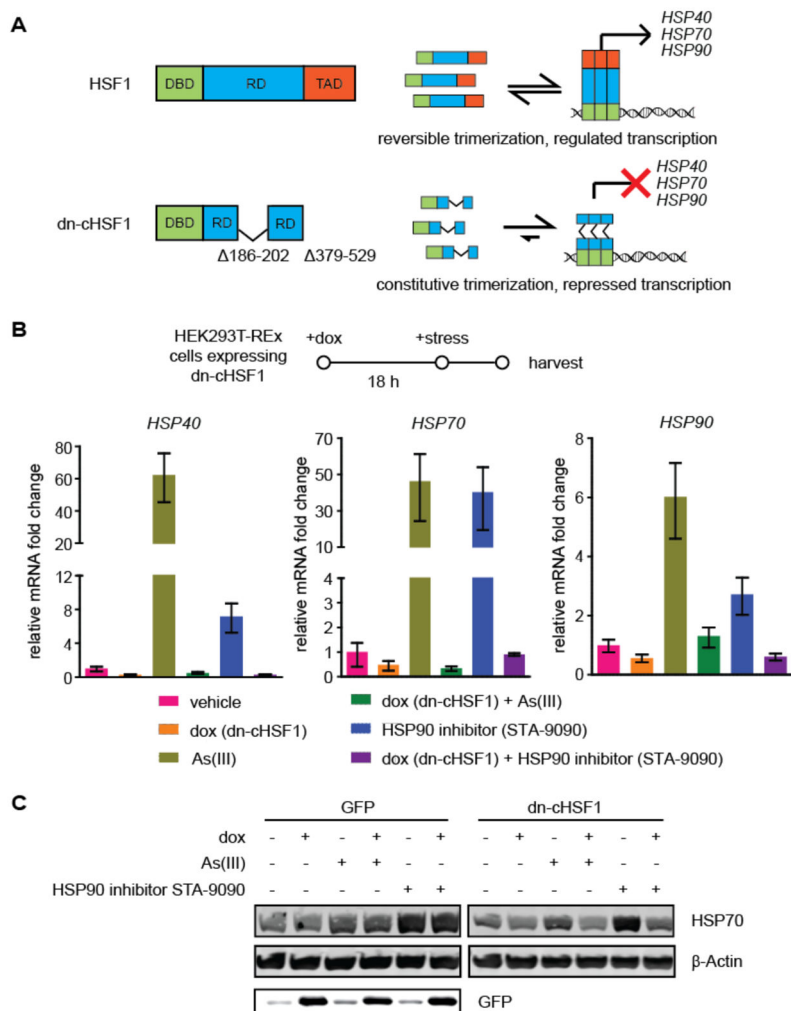 A
HSF1
DBD
RD
TAD
HSP40
HSP70
HSP90
reversible trimerization, regulated transcription
dn-cHSF1
DBD
RD
RD
Δ186-202
Δ379-529
HSP40
HSP70
HSP90
constitutive trimerization, repressed transcription
B
HEK293T-REx
cells expressing
dn-cHSF1
+dox
+stress
18 h
harvest
HSP40
relative mRNA fold change
80
60
40
20
12
8
4
0
HSP70
relative mRNA fold change
70
50
30
10
4
3
2
1
0
HSP90
relative mRNA fold change
8
6
4
2
0
vehicle
dox (dn-cHSF1)
As(III)
dox (dn-cHSF1) + As(III)
HSP90 inhibitor (STA-9090)
dox (dn-cHSF1) + HSP90 inhibitor (STA-9090)
C
GFP dn-cHSF1
dox - + - + - + - + - + - +
As(III) - - + + - - - - + + - -
HSP90 inhibitor STA-9090 - - - - + + - - - - + +
HSP70
β-Actin
GFP